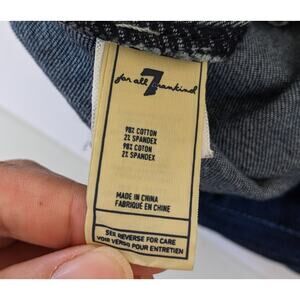 7
for all mankind
98% COTTON
2% SPANDEX
98% COTON
2% SPANDEX
MADE IN CHINA
FABRIQUÉ EN CHINE
SEE REVERSE FOR CARE
VOIR VERSO POUR ENTRETIEN